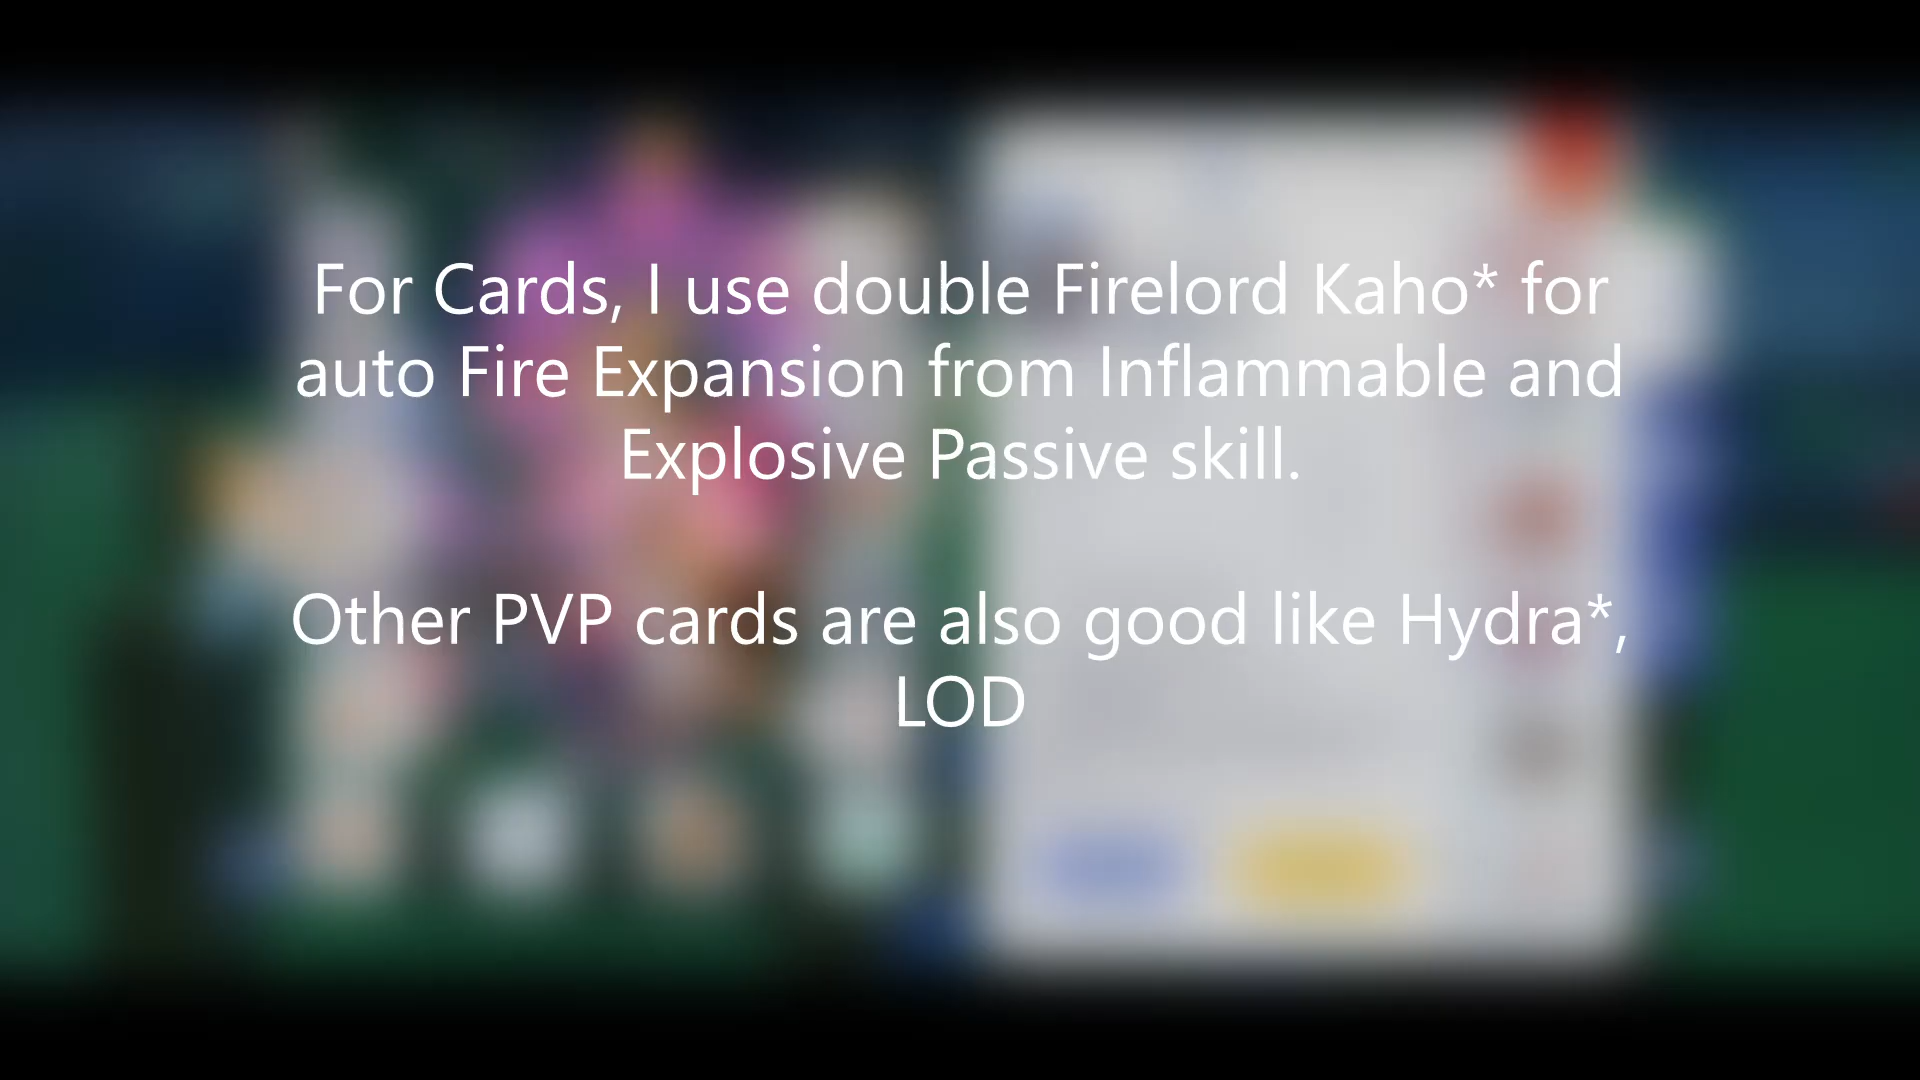 For Cards, I use double Firelord Kaho* for
auto Fire Expansion from Inflammable and
Explosive Passive skill.
Other PVP cards are also good like Hydra*,
LOD